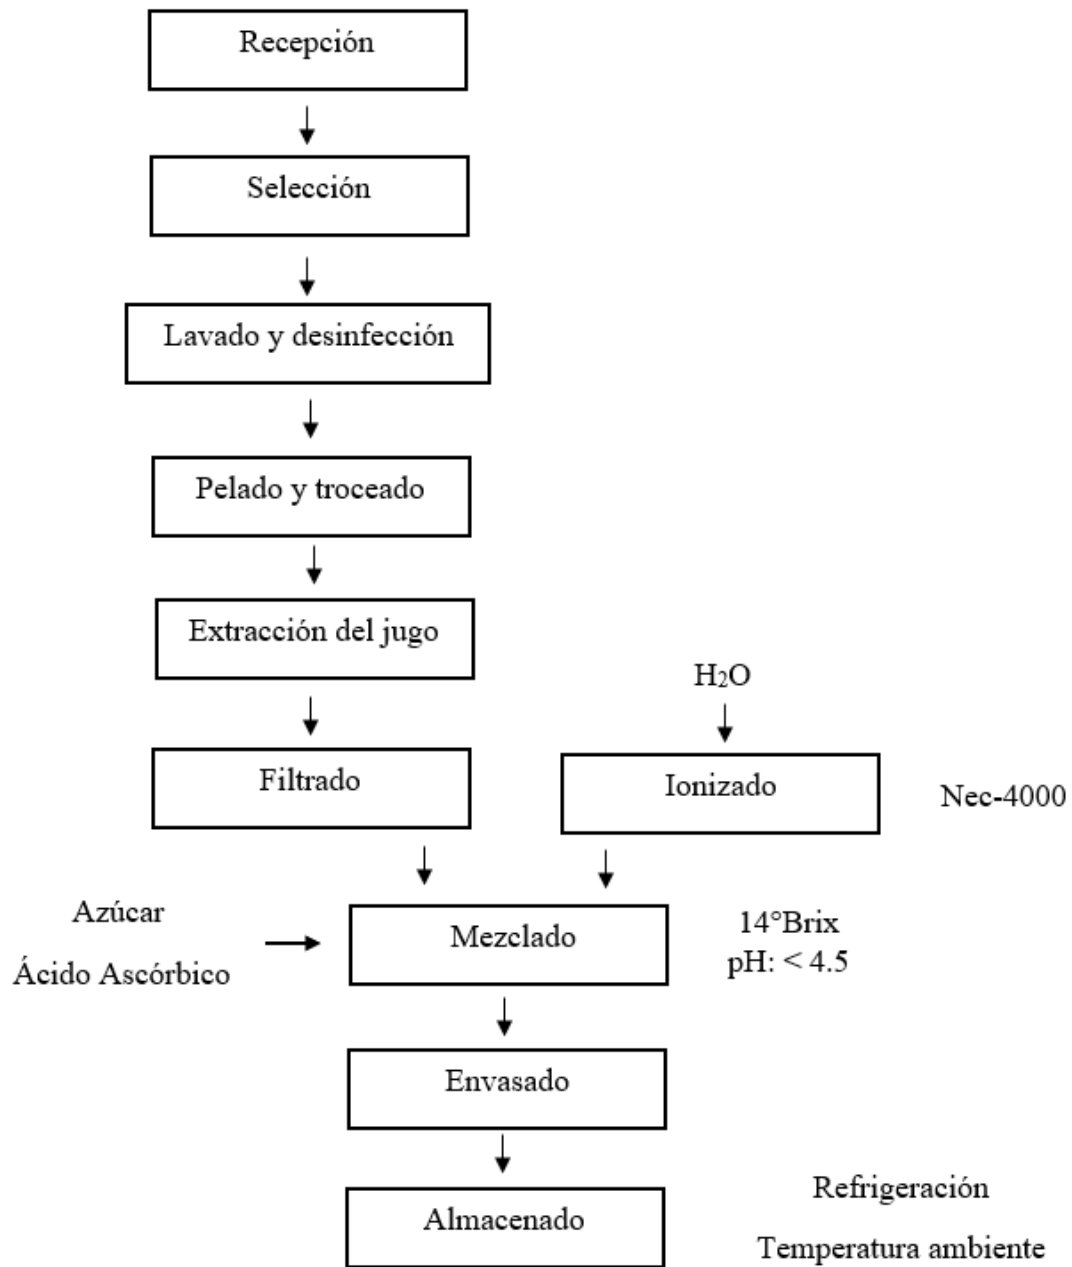 Recepción
Selección
Lavado y desinfección
Pelado y troceado
Extracción del jugo
H₂O
Filtrado
Ionizado
Nec-4000
Azúcar
Ácido Ascórbico
Mezclado
14°Brix
pH: < 4.5
Envasado
Almacenado
Refrigeración
Temperatura ambiente